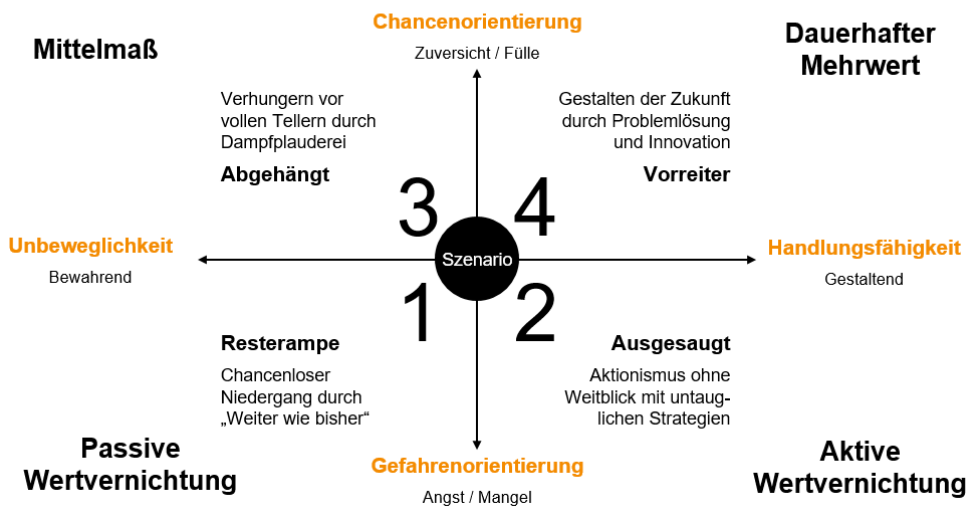 Chancenorientierung
Zuversicht / Fülle
Mittelmaß
Dauerhafter
Mehrwert
Verhungern vor
vollen Tellern durch
Dampfplauderei
Abgehängt
Gestalten der Zukunft
durch Problemlösung
und Innovation
Vorreiter
3
4
Unbeweglichkeit
Bewahrend
Szenario
Handlungsfähigkeit
Gestaltend
1
2
Resterampe
Chancenloser
Niedergang durch
„Weiter wie bisher“
Ausgesaugt
Aktionismus ohne
Weitblick mit untaug-
lichen Strategien
Passive
Wertvernichtung
Gefahrenorientierung
Angst / Mangel
Aktive
Wertvernichtung